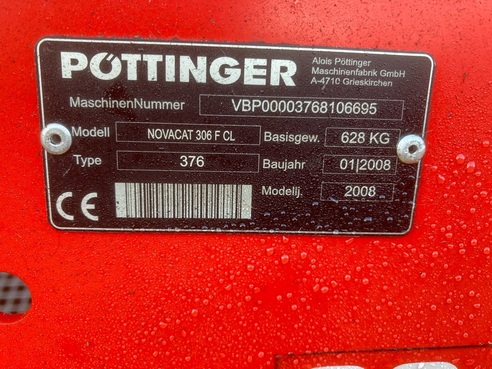 PÖTTINGER
Alois Pöttinger
Maschinenfabrik GmbH
A-4710 Grieskirchen
MaschinenNummer VBP00003768106695
Modell NOVACAT 306 F CL Basisgew. 628 KG
Type 376 Baujahr 01|2008
Modellj. 2008
CE